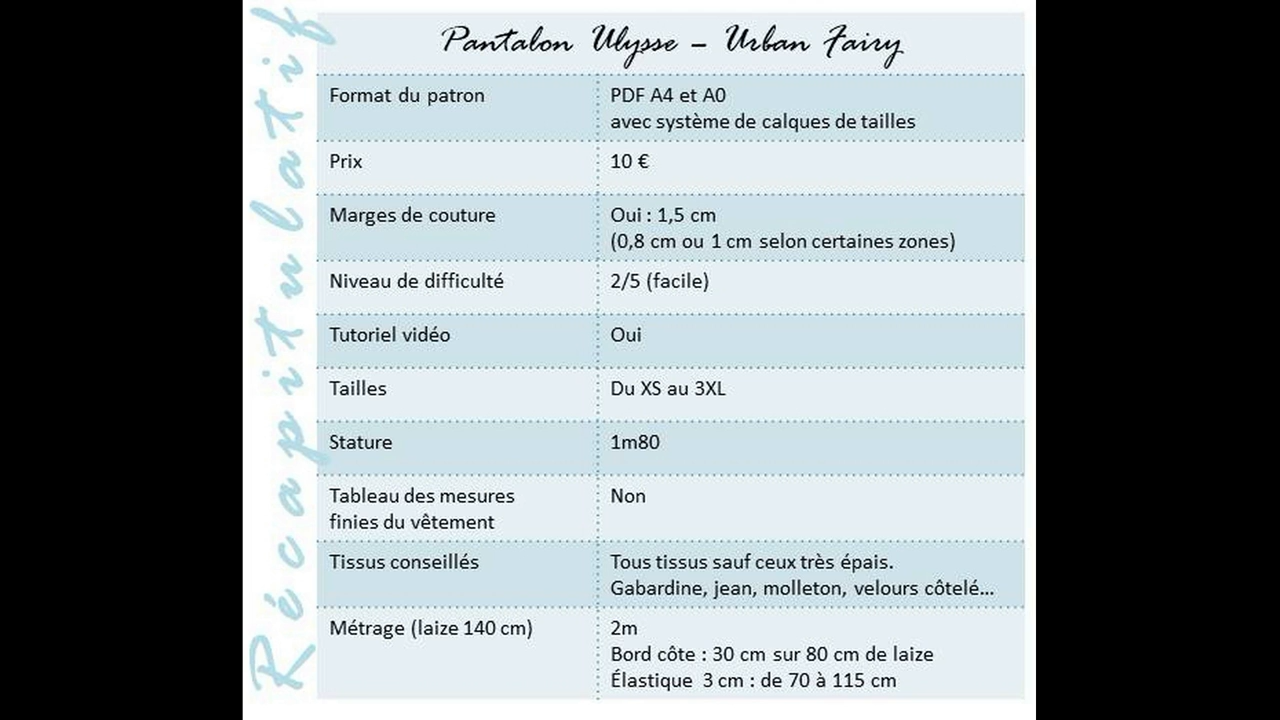 Récapitulatif
Pantalon Ulysse – Urban Fairy
Format du patron
PDF A4 et A0
avec système de calques de tailles
Prix
10 €
Marges de couture
Oui : 1,5 cm
(0,8 cm ou 1 cm selon certaines zones)
Niveau de difficulté
2/5 (facile)
Tutoriel vidéo
Oui
Tailles
Du XS au 3XL
Stature
1m80
Tableau des mesures
finies du vêtement
Non
Tissus conseillés
Tous tissus sauf ceux très épais.
Gabardine, jean, molleton, velours côtelé...
Métrage (laize 140 cm)
2m
Bord côte : 30 cm sur 80 cm de laize
Élastique 3 cm : de 70 à 115 cm